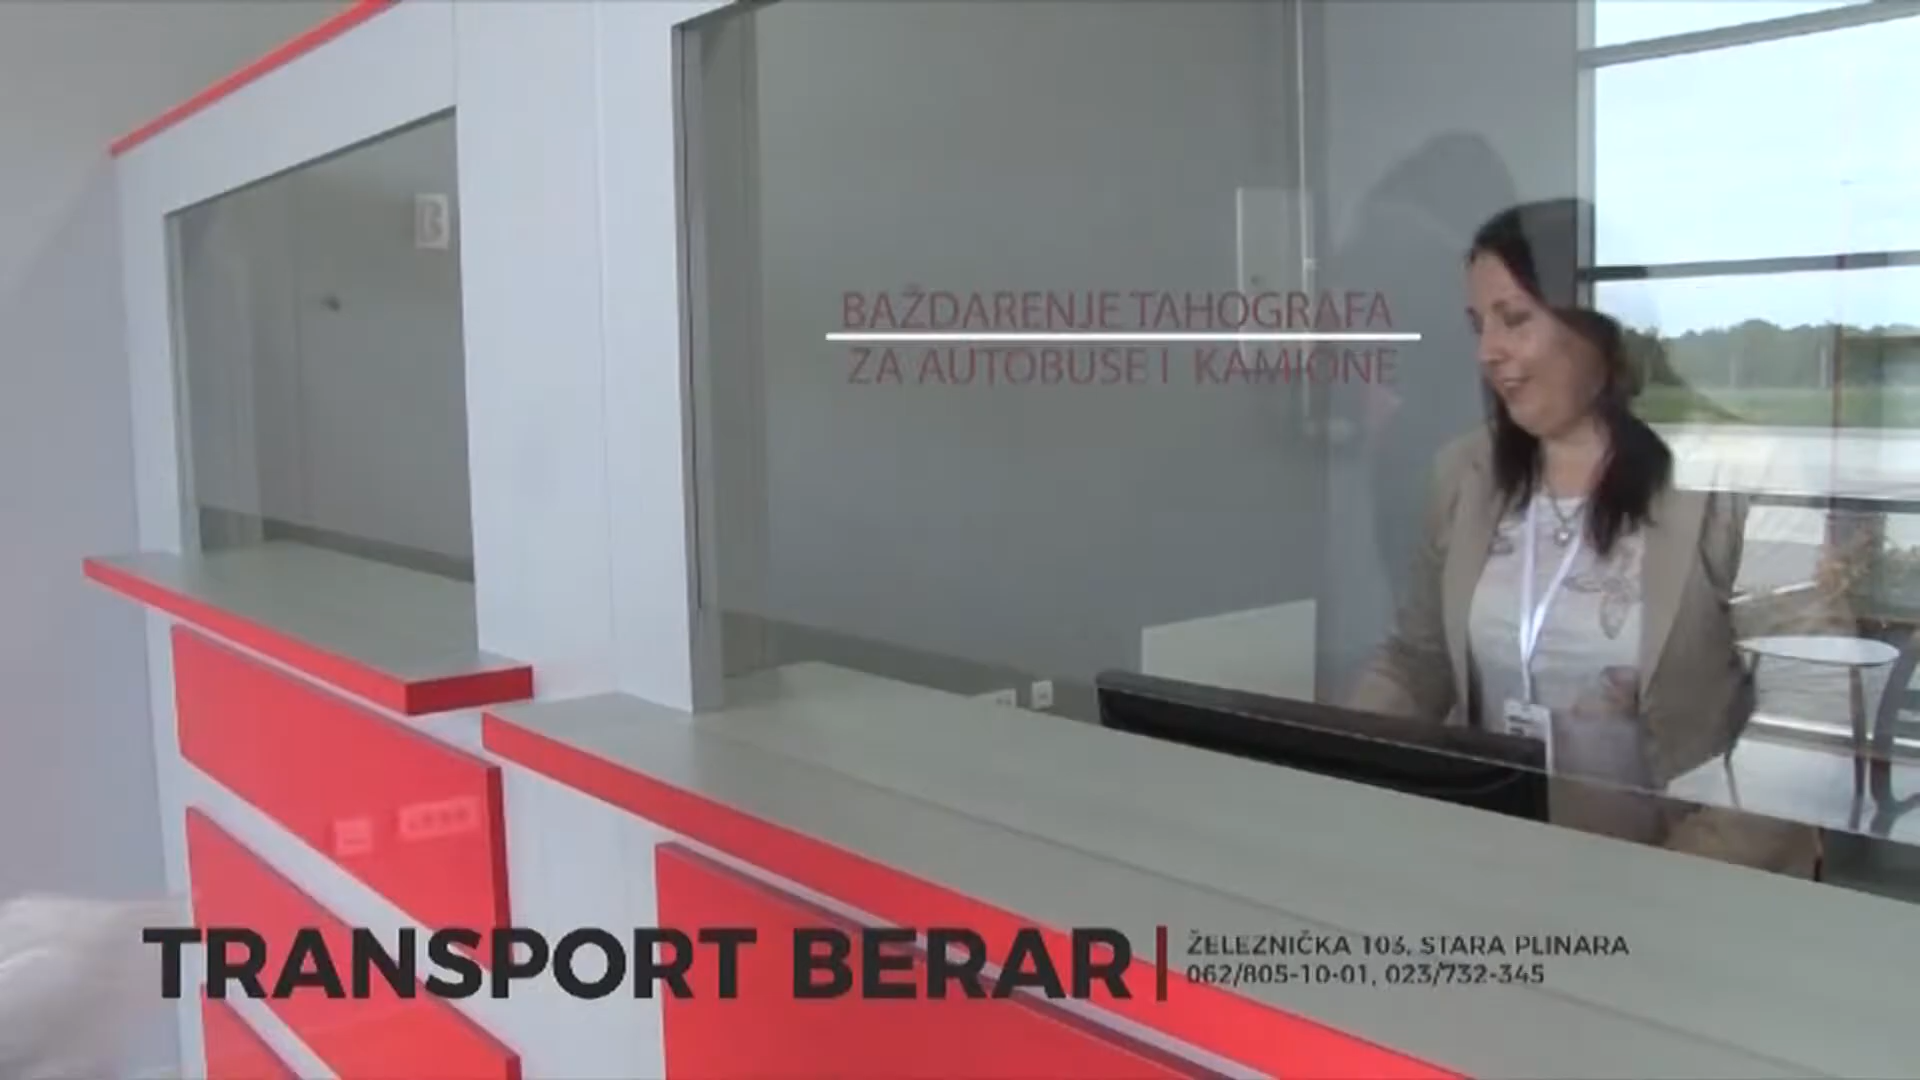 BAŽDARENJE TAHOGRAFA
ZA AUTOBUSE I KAMIONE
TRANSPORT BERAR
ŽELEZNIČKA 103, STARA PLINARA
062/805-10-01, 023/732-345